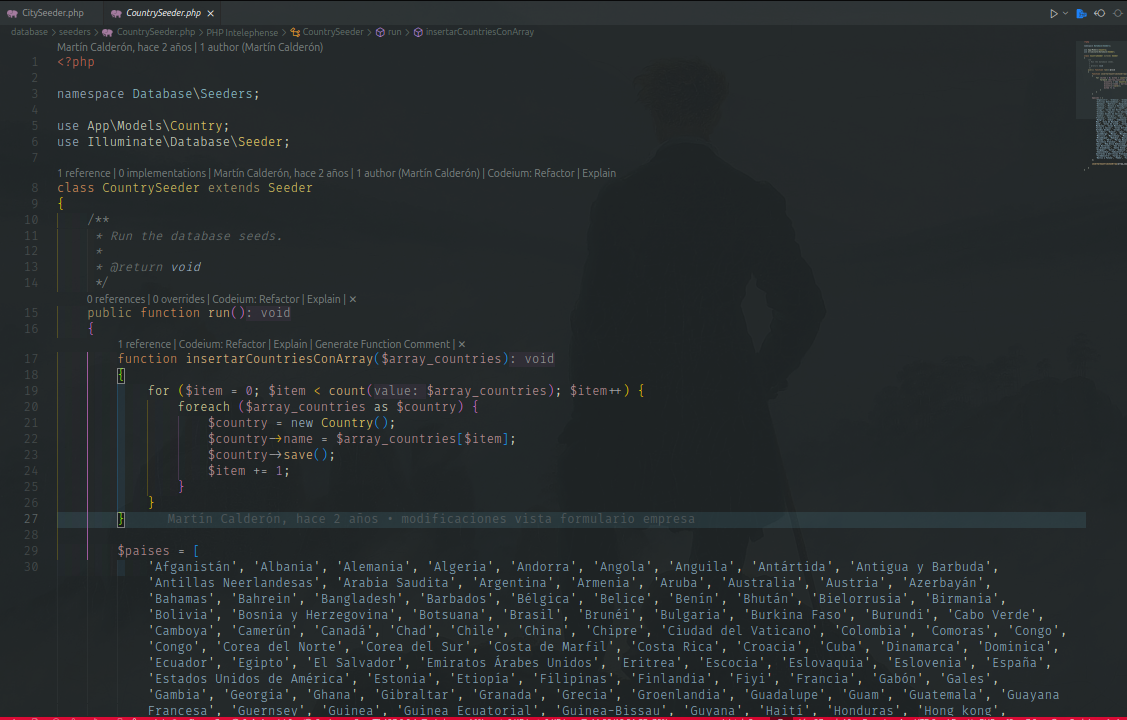 CitySeeder.php CountrySeeder.php ×
database > seeders > CountrySeeder.php > PHP Intelephense > CountrySeeder > run > insertarCountriesConArray
Martín Calderón, hace 2 años | 1 author (Martín Calderón)
1 <?php
2
3 namespace Database\Seeders;
4
5 use App\Models\Country;
6 use Illuminate\Database\Seeder;
7
1 reference | 0 implementations | Martín Calderón, hace 2 años | 1 author (Martín Calderón) | Codeium: Refactor | Explain
8 class CountrySeeder extends Seeder
9 {
10 /**
11 * Run the database seeds.
12 *
13 * @return void
14 */
0 references | 0 overrides | Codeium: Refactor | Explain | ×
15 public function run(): void
16 {
1 reference | Codeium: Refactor | Explain | Generate Function Comment | ×
17 function insertarCountriesConArray($array_countries): void
18 {
19 for ($item = 0; $item < count(value: $array_countries); $item++) {
20 foreach ($array_countries as $country) {
21 $country = new Country();
22 $country->name = $array_countries[$item];
23 $country->save();
24 $item += 1;
25 }
26 }
27 } Martín Calderón, hace 2 años • modificaciones vista formulario empresa
28
29 $paises = [
30 'Afganistán', 'Albania', 'Alemania', 'Algeria', 'Andorra', 'Angola', 'Anguila', 'Antártida', 'Antigua y Barbuda',
'Antillas Neerlandesas', 'Arabia Saudita', 'Argentina', 'Armenia', 'Aruba', 'Australia', 'Austria', 'Azerbayán',
'Bahamas', 'Bahrein', 'Bangladesh', 'Barbados', 'Bélgica', 'Belice', 'Benín', 'Bhután', 'Bielorrusia', 'Birmania',
'Bolivia', 'Bosnia y Herzegovina', 'Botsuana', 'Brasil', 'Brunéi', 'Bulgaria', 'Burkina Faso', 'Burundi', 'Cabo Verde',
'Camboya', 'Camerún', 'Canadá', 'Chad', 'Chile', 'China', 'Chipre', 'Ciudad del Vaticano', 'Colombia', 'Comoras', 'Congo',
'Congo', 'Corea del Norte', 'Corea del Sur', 'Costa de Marfil', 'Costa Rica', 'Croacia', 'Cuba', 'Dinamarca', 'Dominica',
'Ecuador', 'Egipto', 'El Salvador', 'Emiratos Árabes Unidos', 'Eritrea', 'Escocia', 'Eslovaquia', 'Eslovenia', 'España',
'Estados Unidos de América', 'Estonia', 'Etiopía', 'Filipinas', 'Finlandia', 'Fiyi', 'Francia', 'Gabón', 'Gales',
'Gambia', 'Georgia', 'Ghana', 'Gibraltar', 'Granada', 'Grecia', 'Groenlandia', 'Guadalupe', 'Guam', 'Guatemala', 'Guayana
Francesa', 'Guernsey', 'Guinea', 'Guinea Ecuatorial', 'Guinea-Bissau', 'Guyana', 'Haití', 'Honduras', 'Hong kong',